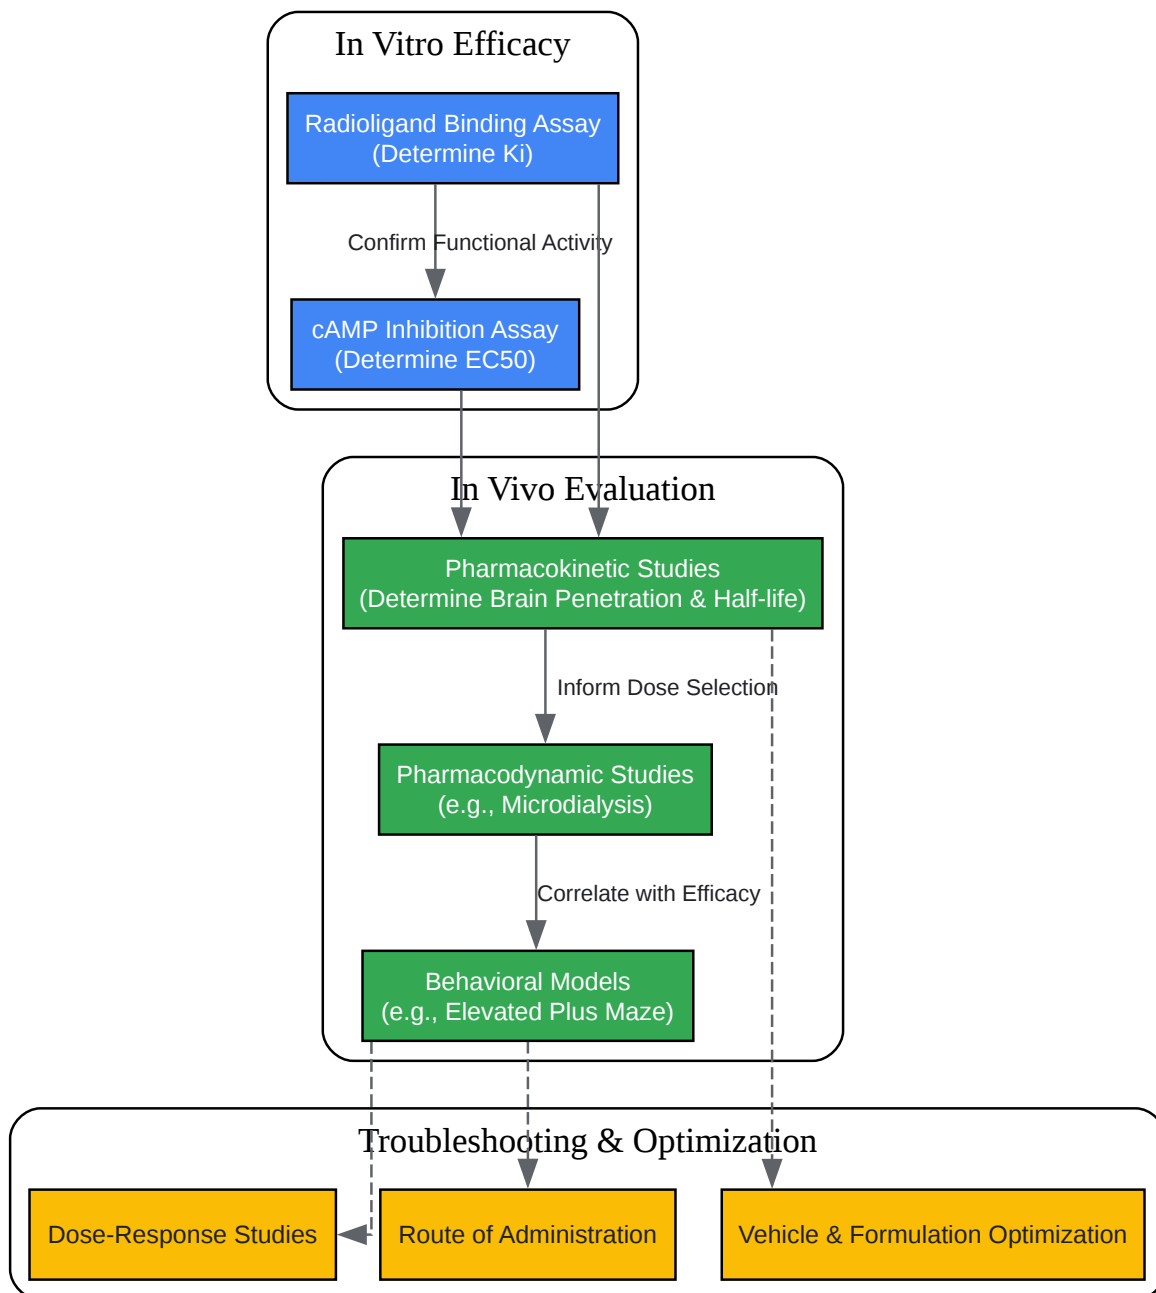 In Vitro Efficacy
Radioligand Binding Assay
(Determine Ki)
Confirm Functional Activity
cAMP Inhibition Assay
(Determine EC50)
In Vivo Evaluation
Pharmacokinetic Studies
(Determine Brain Penetration & Half-life)
Inform Dose Selection
Pharmacodynamic Studies
(e.g., Microdialysis)
Correlate with Efficacy
Behavioral Models
(e.g., Elevated Plus Maze)
Troubleshooting & Optimization
Dose-Response Studies
Route of Administration
Vehicle & Formulation Optimization